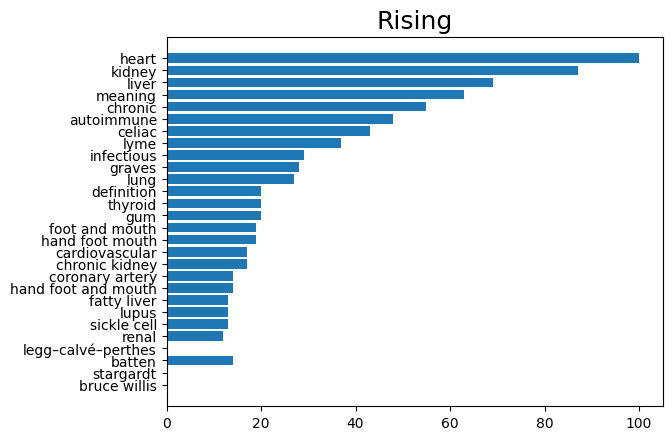 Rising
heart
kidney
liver
meaning
chronic
autoimmune
celiac
lyme
infectious
graves
lung
definition
thyroid
gum
foot and mouth
hand foot mouth
cardiovascular
chronic kidney
coronary artery
hand foot and mouth
fatty liver
lupus
sickle cell
renal
legg–calvé–perthes
batten
stargardt
bruce willis
0 20 40 60 80 100